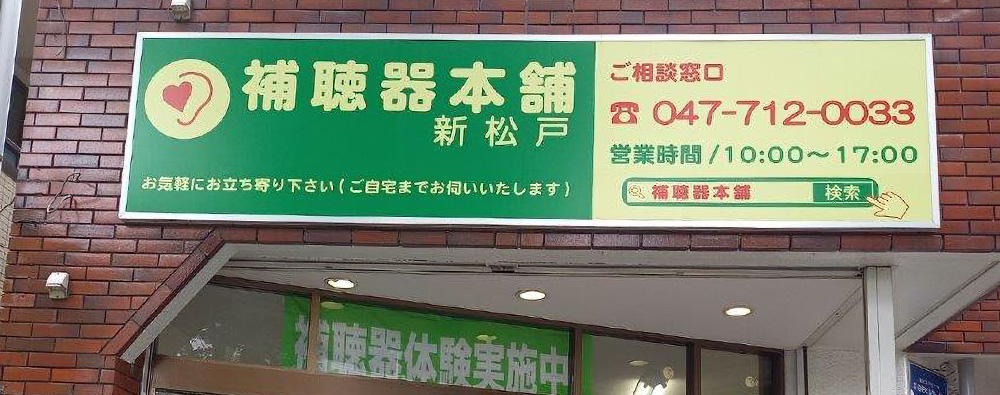 補聴器本舗
新松戸
お気軽にお立ち寄り下さい(ご自宅までお伺いいたします)
ご相談窓口
☎ 047-712-0033
営業時間/10:00～17:00
補聴器本舗 検索
補聴器体験実施中